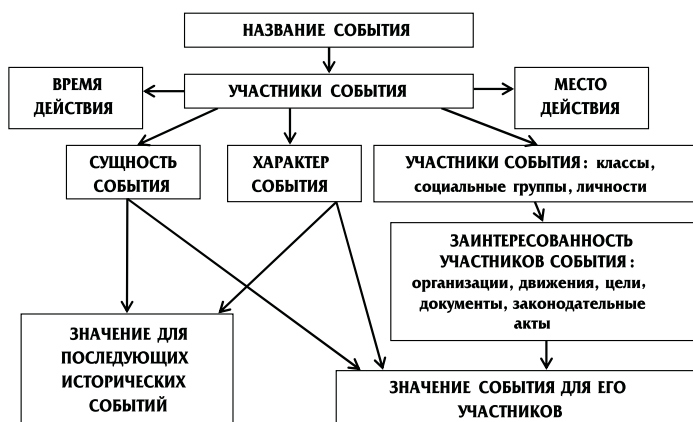 НАЗВАНИЕ СОБЫТИЯ
ВРЕМЯ
ДЕЙСТВИЯ
УЧАСТНИКИ СОБЫТИЯ
МЕСТО
ДЕЙСТВИЯ
СУЩНОСТЬ
СОБЫТИЯ
ХАРАКТЕР
СОБЫТИЯ
УЧАСТНИКИ СОБЫТИЯ: классы,
социальные группы, личности
ЗАИНТЕРЕСОВАННОСТЬ
УЧАСТНИКОВ СОБЫТИЯ:
организации, движения, цели,
документы, законодательные
акты
ЗНАЧЕНИЕ ДЛЯ
ПОСЛЕДУЮЩИХ
ИСТОРИЧЕСКИХ
СОБЫТИЙ
ЗНАЧЕНИЕ СОБЫТИЯ ДЛЯ ЕГО
УЧАСТНИКОВ